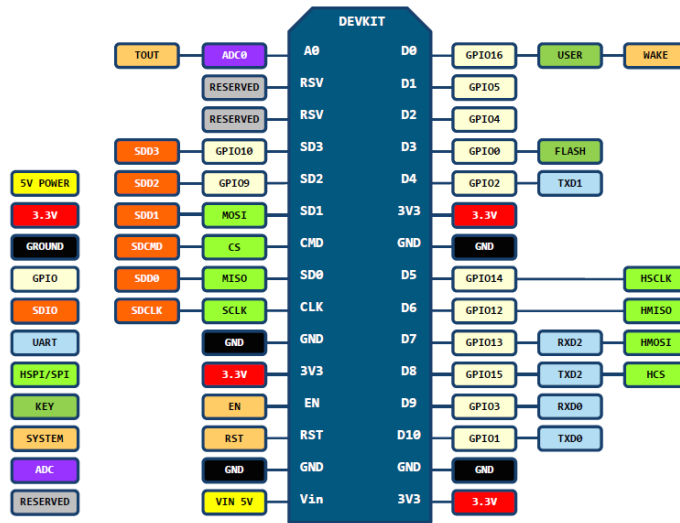 DEVKIT
TOUT ADC0 A0 D0 GPIO16 USER WAKE
RESERVED RSV D1 GPIO5
RESERVED RSV D2 GPIO4
SDD3 GPIO10 SD3 D3 GPIO0 FLASH
5V POWER SDD2 GPIO9 SD2 D4 GPIO2 TXD1
3.3V SDD1 MOSI SD1 3V3 3.3V
GROUND SDCMD CS CMD GND GND
GPIO SDD0 MISO SD0 D5 GPIO14 HSCLK
SDIO SDCLK SCLK CLK D6 GPIO12 HMISO
UART GND GND D7 GPIO13 RXD2 HMOSI
HSPI/SPI 3.3V 3V3 D8 GPIO15 TXD2 HCS
KEY EN EN D9 GPIO3 RXD0
SYSTEM RST RST D10 GPIO1 TXD0
ADC GND GND GND GND
RESERVED VIN 5V Vin 3V3 3.3V